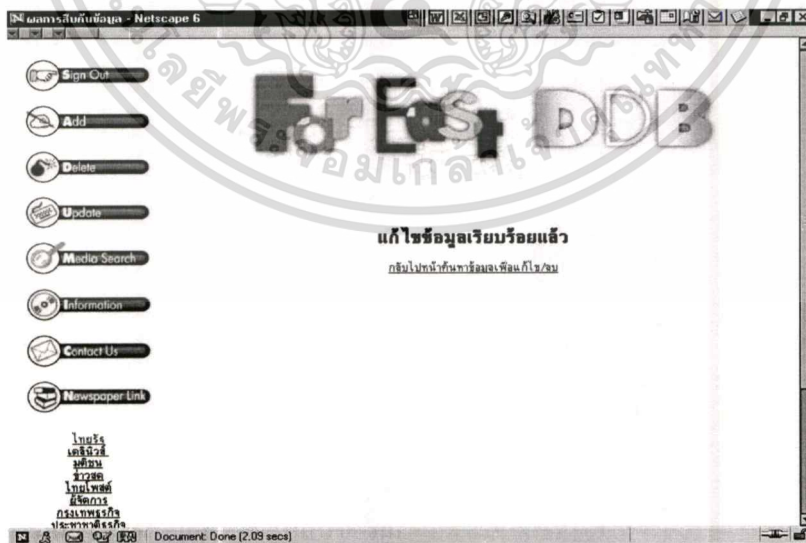 ผลการสืบค้นข้อมูล - Netscape 6
Sign Out
Add
Delete
Update
Media Search
Information
Contact Us
Newspaper Link
ไทยรัฐ
เดลินิวส์
มติชน
ข่าวสด
ไทยโพสต์
ผู้จัดการ
กรุงเทพธุรกิจ
ประชาชาติธุรกิจ
Far East DDB
แก้ไขข้อมูลเรียบร้อยแล้ว
กลับไปหน้าค้นหาข้อมูลเพื่อแก้ไข/ลบ
Document: Done (2.09 secs)